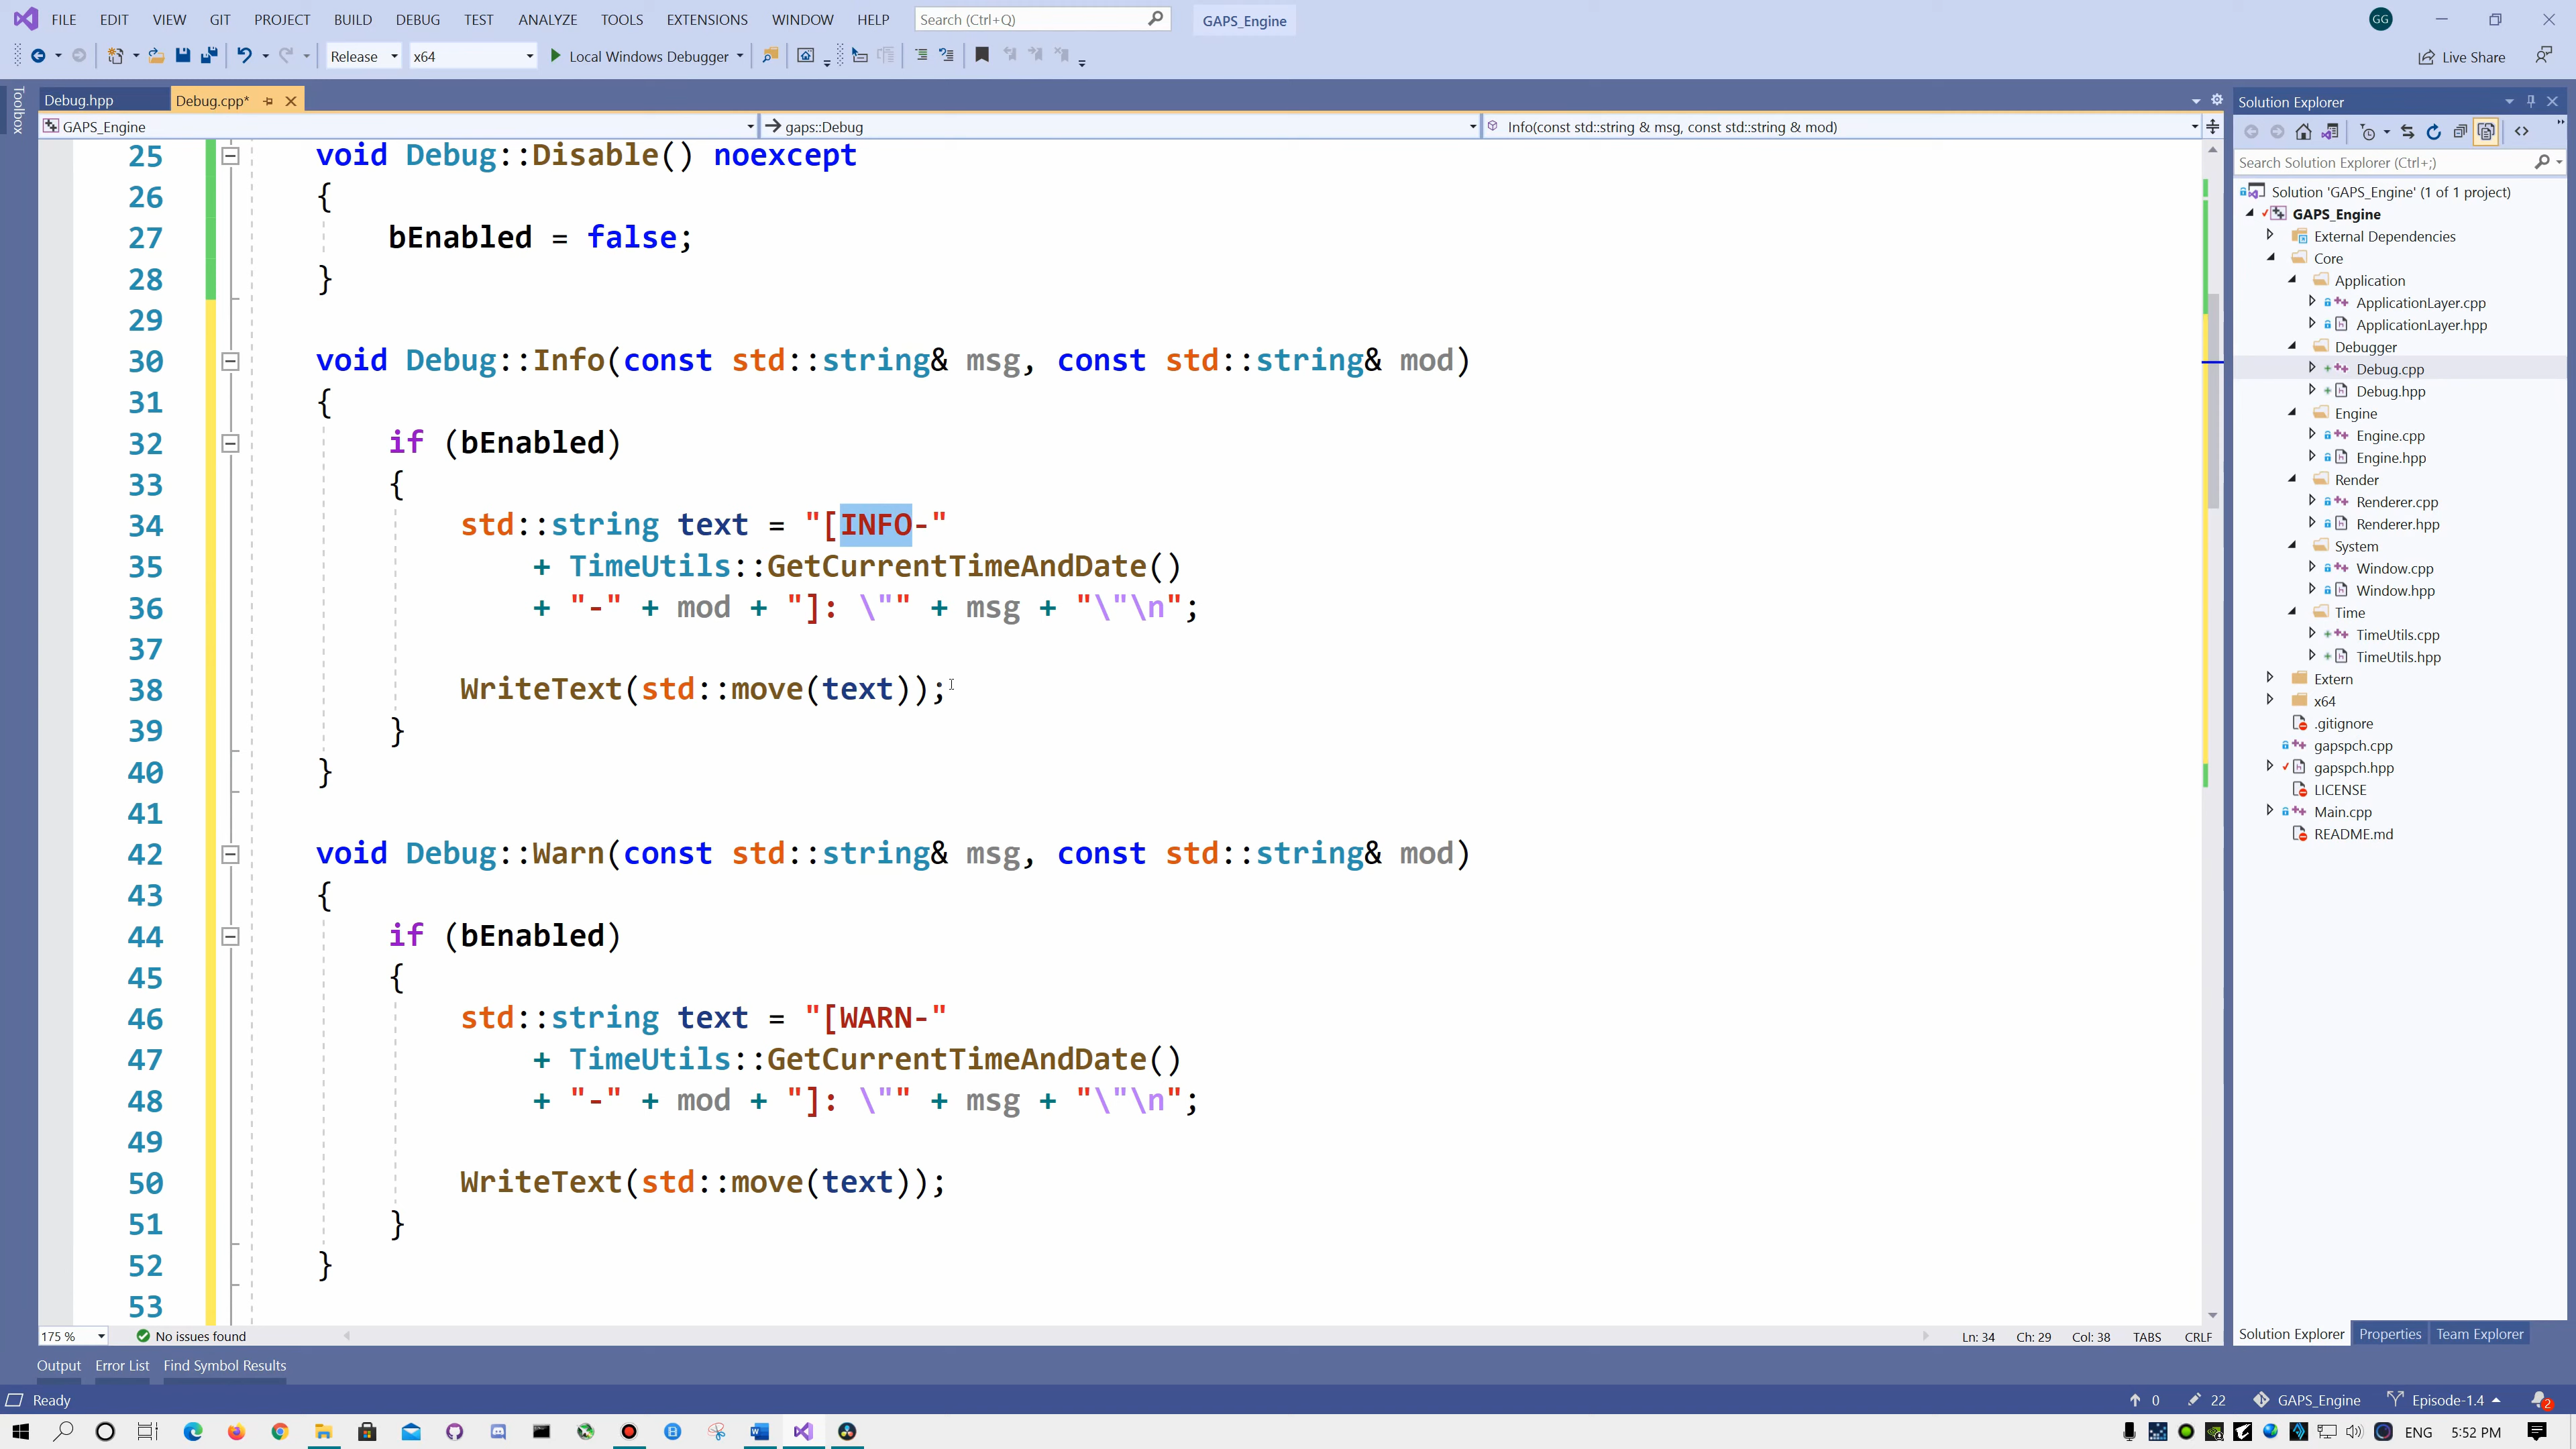 FILE EDIT VIEW GIT PROJECT BUILD DEBUG TEST ANALYZE TOOLS EXTENSIONS WINDOW HELP Search (Ctrl+Q) GAPS_Engine GG
Release x64 Local Windows Debugger Live Share
Toolbox
Debug.hpp Debug.cpp*
GAPS_Engine gaps::Debug Info(const std::string & msg, const std::string & mod)
25 void Debug::Disable() noexcept
26 {
27 bEnabled = false;
28 }
29
30 void Debug::Info(const std::string& msg, const std::string& mod)
31 {
32 if (bEnabled)
33 {
34 std::string text = "[INFO-"
35 + TimeUtils::GetCurrentTimeAndDate()
36 + "-" + mod + "]: \"" + msg + "\"\n";
37
38 WriteText(std::move(text));
39 }
40 }
41
42 void Debug::Warn(const std::string& msg, const std::string& mod)
43 {
44 if (bEnabled)
45 {
46 std::string text = "[WARN-"
47 + TimeUtils::GetCurrentTimeAndDate()
48 + "-" + mod + "]: \"" + msg + "\"\n";
49
50 WriteText(std::move(text));
51 }
52 }
53
175 % No issues found Ln: 34 Ch: 29 Col: 38 TABS CRLF
Solution Explorer
Search Solution Explorer (Ctrl+;)
Solution 'GAPS_Engine' (1 of 1 project)
GAPS_Engine
External Dependencies
Core
Application
ApplicationLayer.cpp
ApplicationLayer.hpp
Debugger
Debug.cpp
Debug.hpp
Engine
Engine.cpp
Engine.hpp
Render
Renderer.cpp
Renderer.hpp
System
Window.cpp
Window.hpp
Time
TimeUtils.cpp
TimeUtils.hpp
Extern
x64
.gitignore
gapspch.cpp
gapspch.hpp
LICENSE
Main.cpp
README.md
Solution Explorer Properties Team Explorer
Output Error List Find Symbol Results
Ready 0 22 GAPS_Engine Episode-1.4 2
ENG 5:52 PM